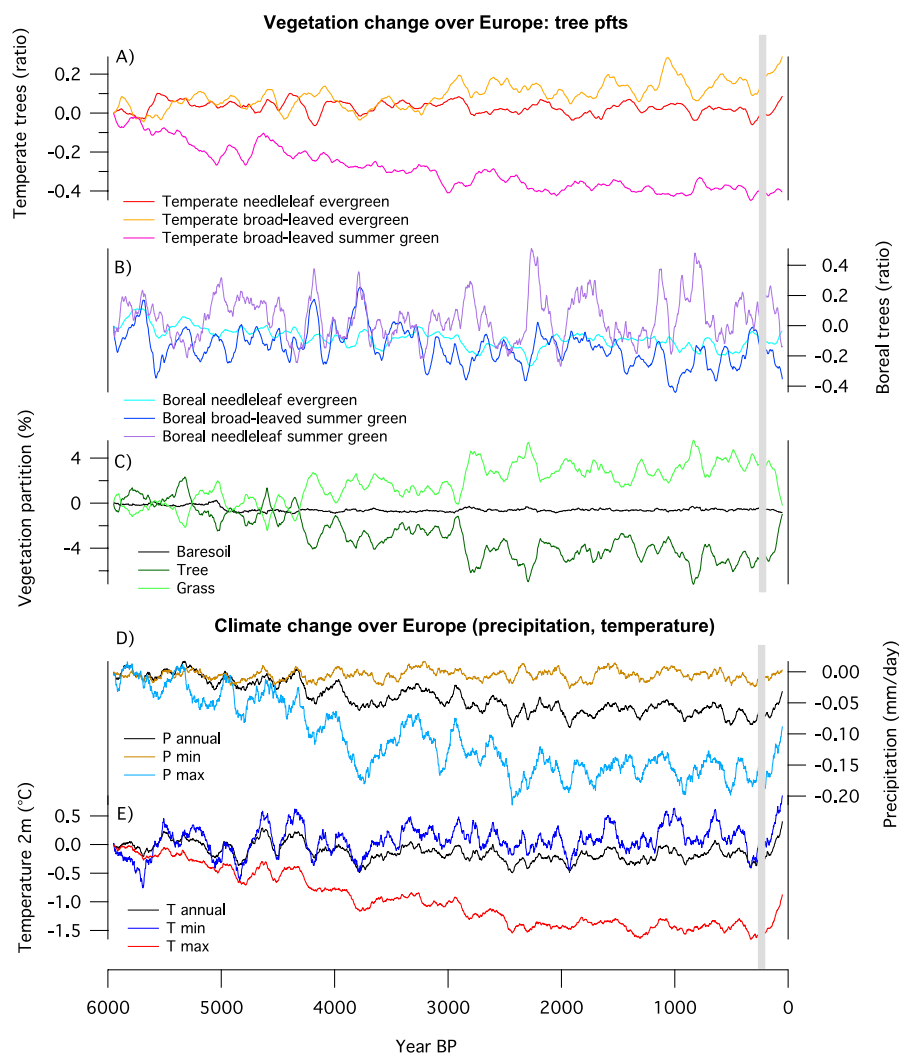 Vegetation change over Europe: tree pfts
A)
Temperate trees (ratio)
0.2
0.0
-0.2
-0.4
Temperate needleleaf evergreen
Temperate broad-leaved evergreen
Temperate broad-leaved summer green
B)
Boreal trees (ratio)
0.4
0.2
0.0
-0.2
-0.4
Boreal needleleaf evergreen
Boreal broad-leaved summer green
Boreal needleleaf summer green
C)
Vegetation partition (%)
4
0
-4
Baresoil
Tree
Grass
Climate change over Europe (precipitation, temperature)
D)
Precipitation (mm/day)
0.00
-0.05
-0.10
-0.15
-0.20
P annual
P min
P max
E)
Temperature 2m (°C)
0.5
0.0
-0.5
-1.0
-1.5
T annual
T min
T max
6000 5000 4000 3000 2000 1000 0
Year BP